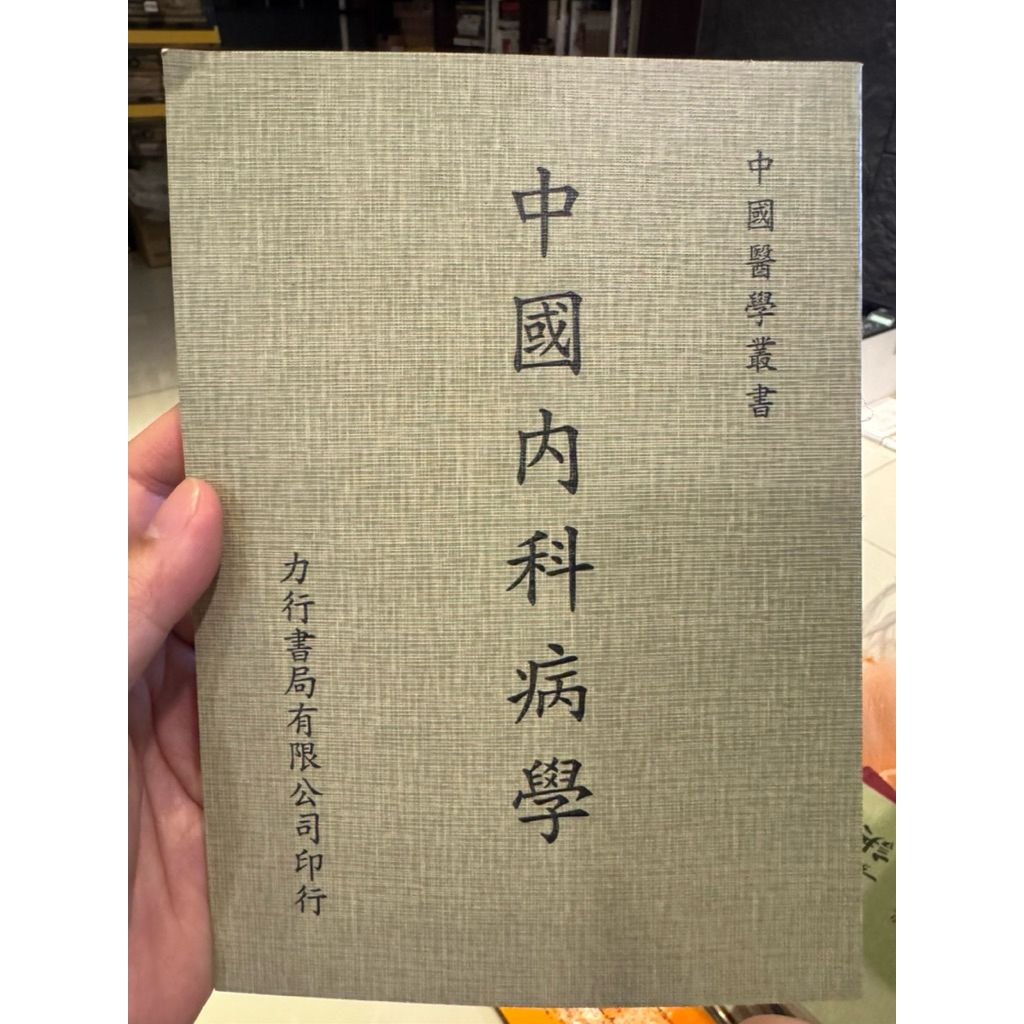 中國醫學叢書
中國内科病學
力行書局有限公司印行